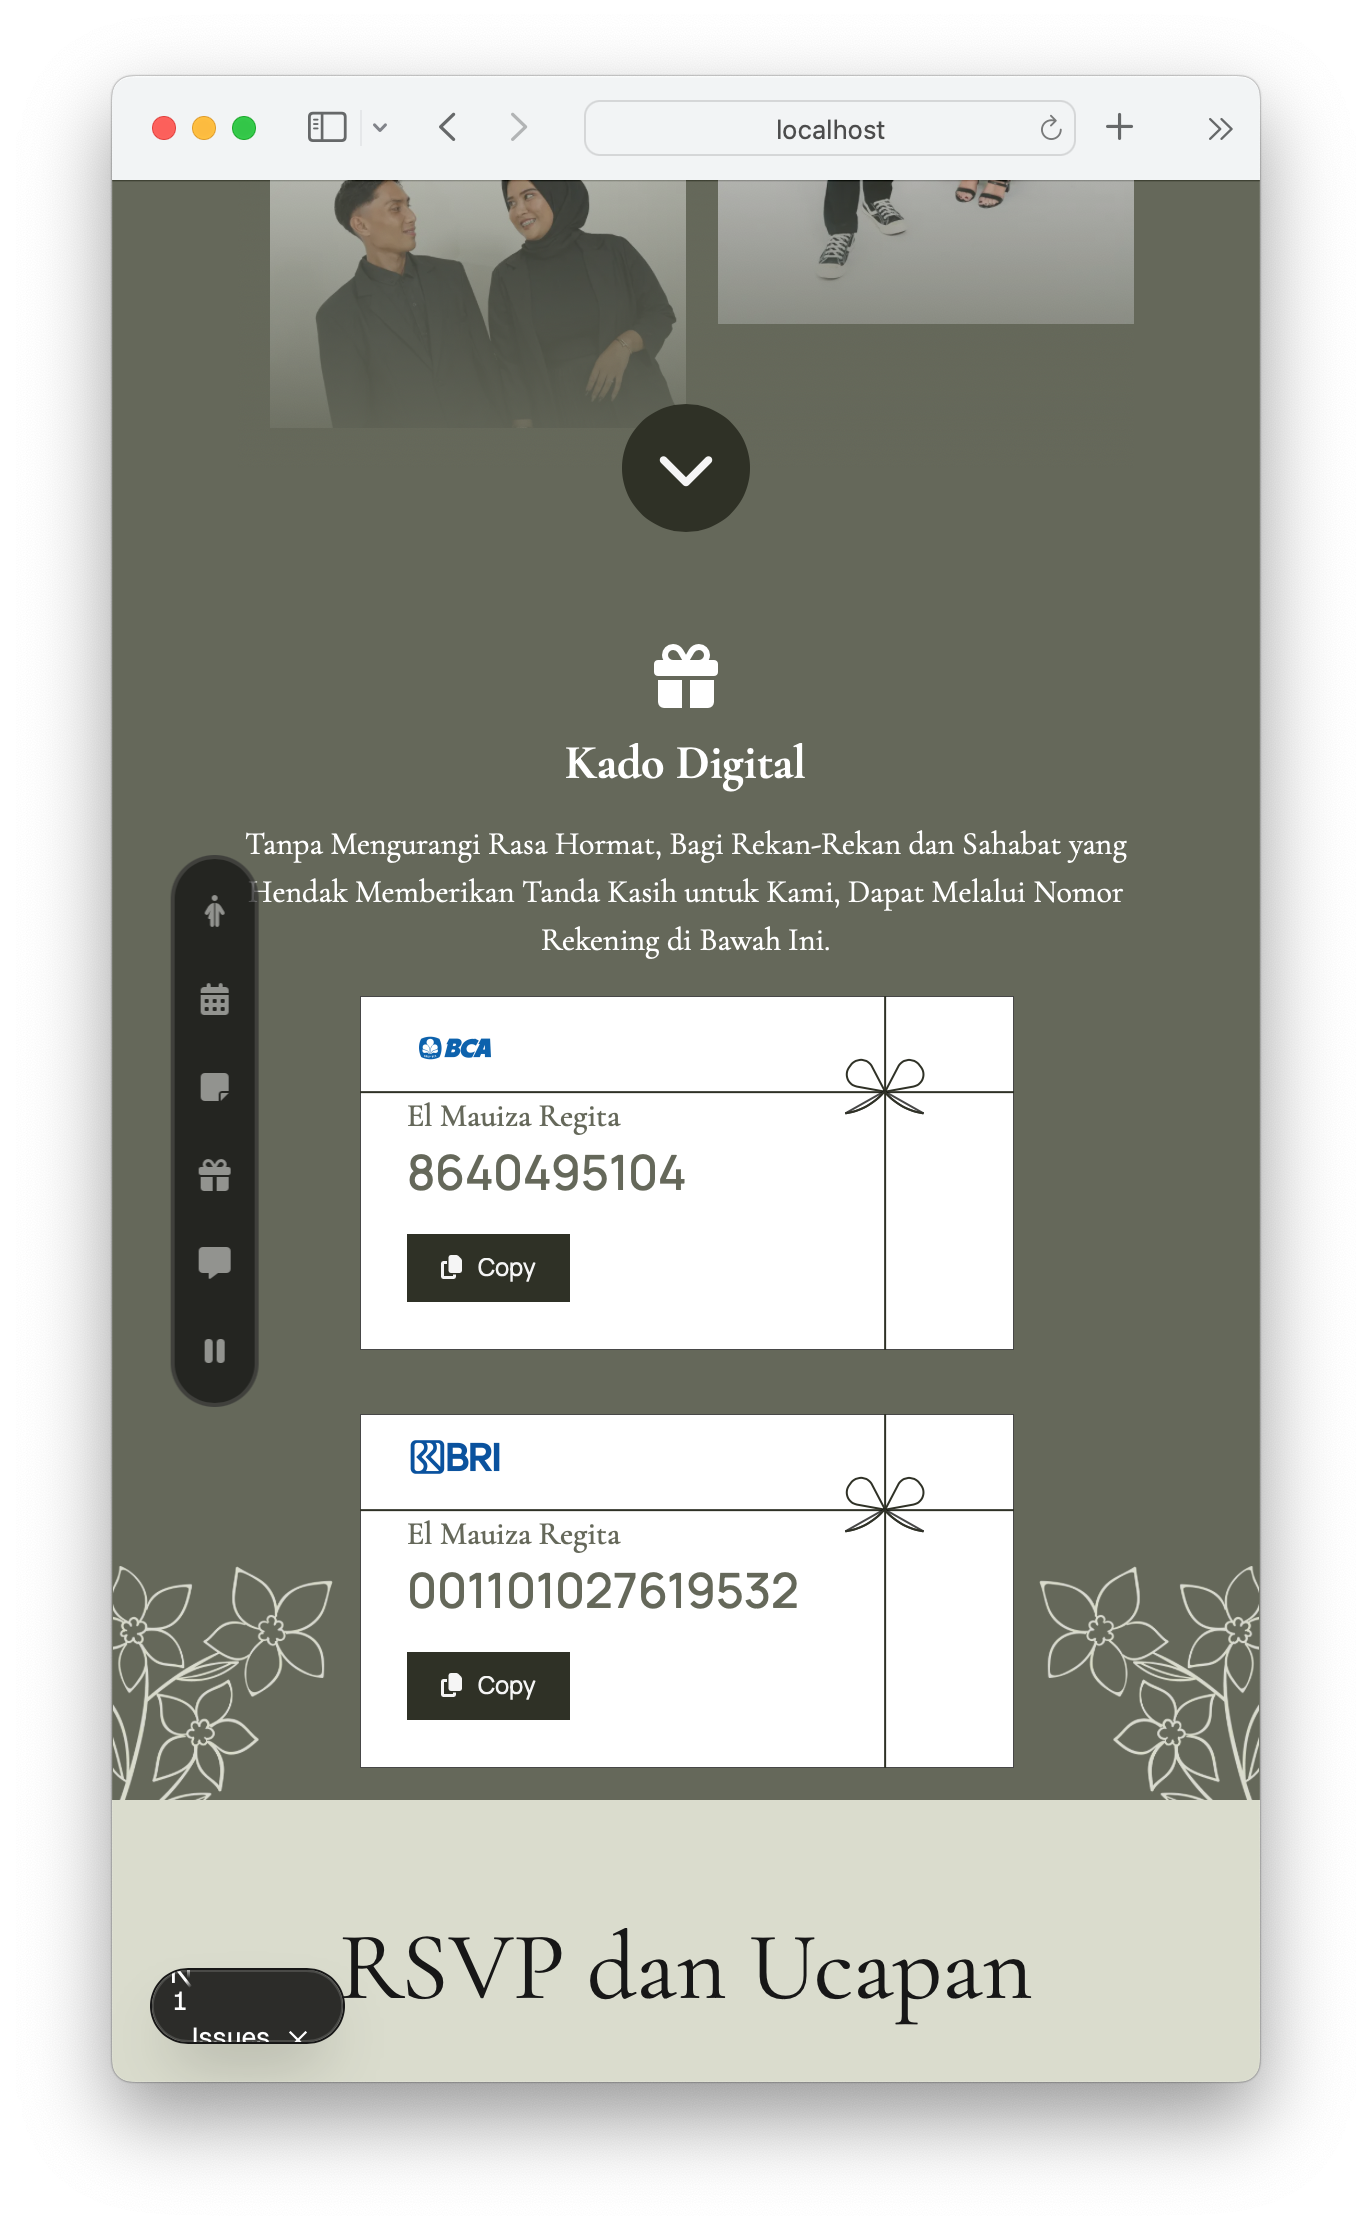 localhost
Kado Digital
Tanpa Mengurangi Rasa Hormat, Bagi Rekan-Rekan dan Sahabat yang
Hendak Memberikan Tanda Kasih untuk Kami, Dapat Melalui Nomor
Rekening di Bawah Ini.
BCA
El Mauiza Regita
8640495104
Copy
BRI
El Mauiza Regita
001101027619532
Copy
RSVP dan Ucapan
N
1
Issues